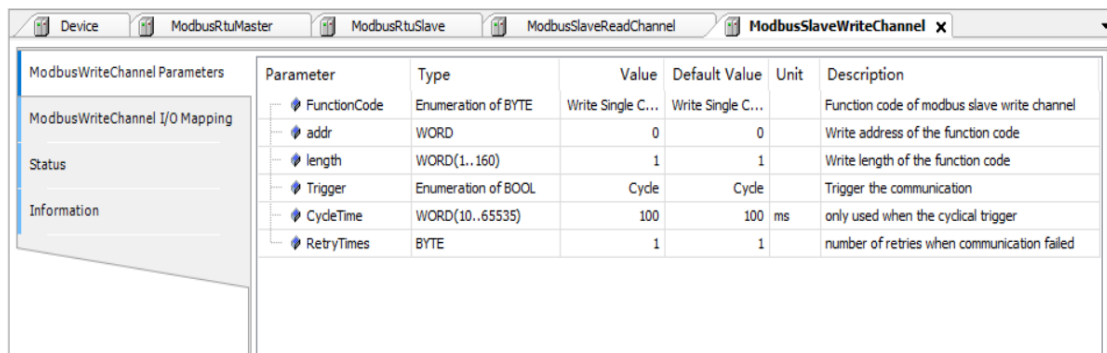 Device ModbusRtuMaster ModbusRtuSlave ModbusSlaveReadChannel ModbusSlaveWriteChannel x
ModbusWriteChannel Parameters
ModbusWriteChannel I/O Mapping
Status
Information
Parameter Type Value Default Value Unit Description
FunctionCode Enumeration of BYTE Write Single C... Write Single C... Function code of modbus slave write channel
addr WORD 0 0 Write address of the function code
length WORD(1..160) 1 1 Write length of the function code
Trigger Enumeration of BOOL Cycle Cycle Trigger the communication
CycleTime WORD(10..65535) 100 100 ms only used when the cyclical trigger
RetryTimes BYTE 1 1 number of retries when communication failed